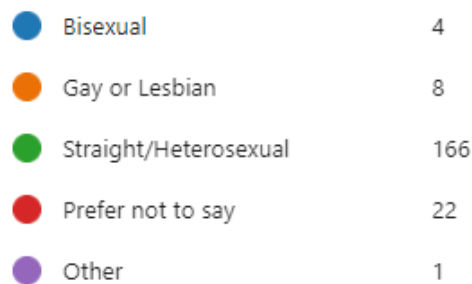 Bisexual 4
Gay or Lesbian 8
Straight/Heterosexual 166
Prefer not to say 22
Other 1